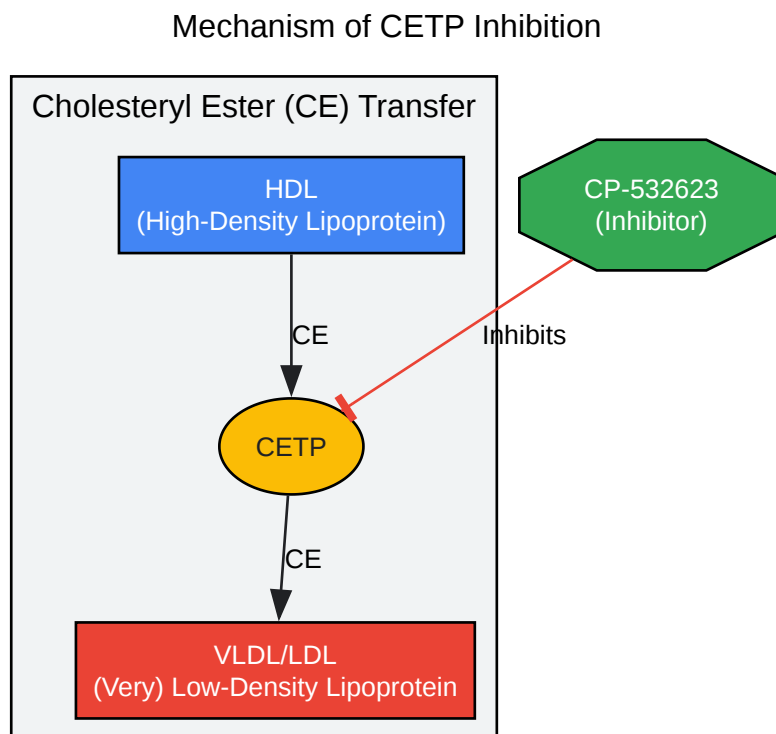 Mechanism of CETP Inhibition
Cholesteryl Ester (CE) Transfer
HDL
(High-Density Lipoprotein)
CP-532623
(Inhibitor)
CE
Inhibits
CETP
CE
VLDL/LDL
(Very) Low-Density Lipoprotein